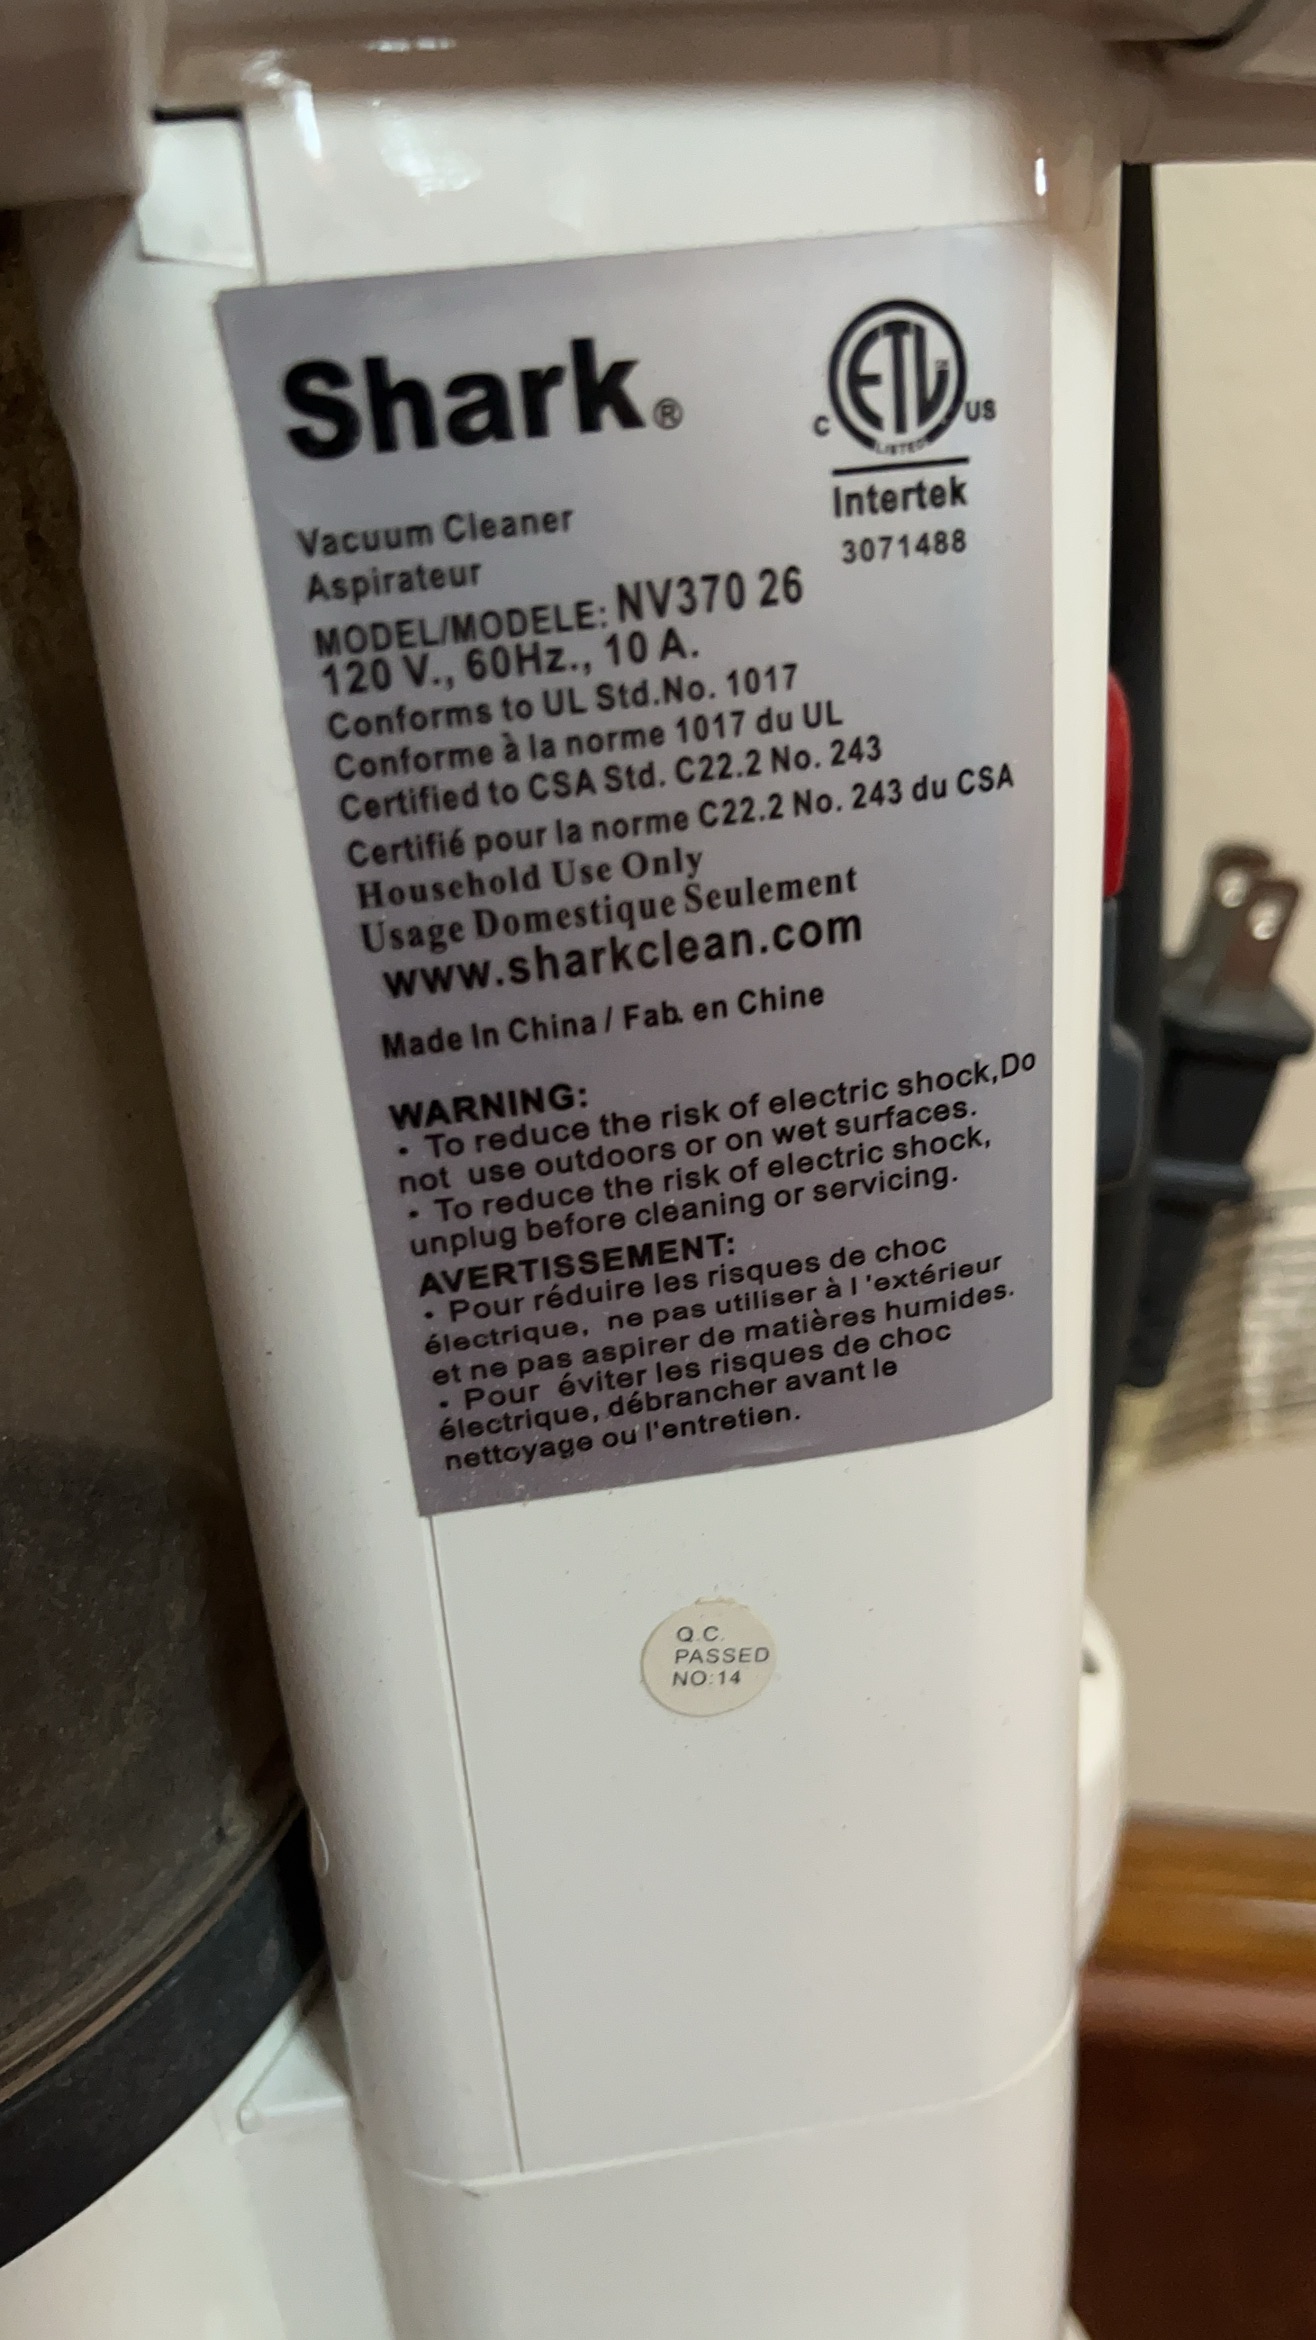 Shark®
C ETL US
LISTED
Intertek
3071488
Vacuum Cleaner
Aspirateur
MODEL/MODELE: NV370 26
120 V., 60Hz., 10 A.
Conforms to UL Std.No. 1017
Conforme à la norme 1017 du UL
Certified to CSA Std. C22.2 No. 243
Certifié pour la norme C22.2 No. 243 du CSA
Household Use Only
Usage Domestique Seulement
www.sharkclean.com
Made In China / Fab. en Chine
WARNING:
• To reduce the risk of electric shock,Do
not use outdoors or on wet surfaces.
• To reduce the risk of electric shock,
unplug before cleaning or servicing.
AVERTISSEMENT:
• Pour réduire les risques de choc
électrique, ne pas utiliser à l'extérieur
et ne pas aspirer de matières humides.
• Pour éviter les risques de choc
électrique, débrancher avant le
nettoyage ou l'entretien.
Q.C.
PASSED
NO:14